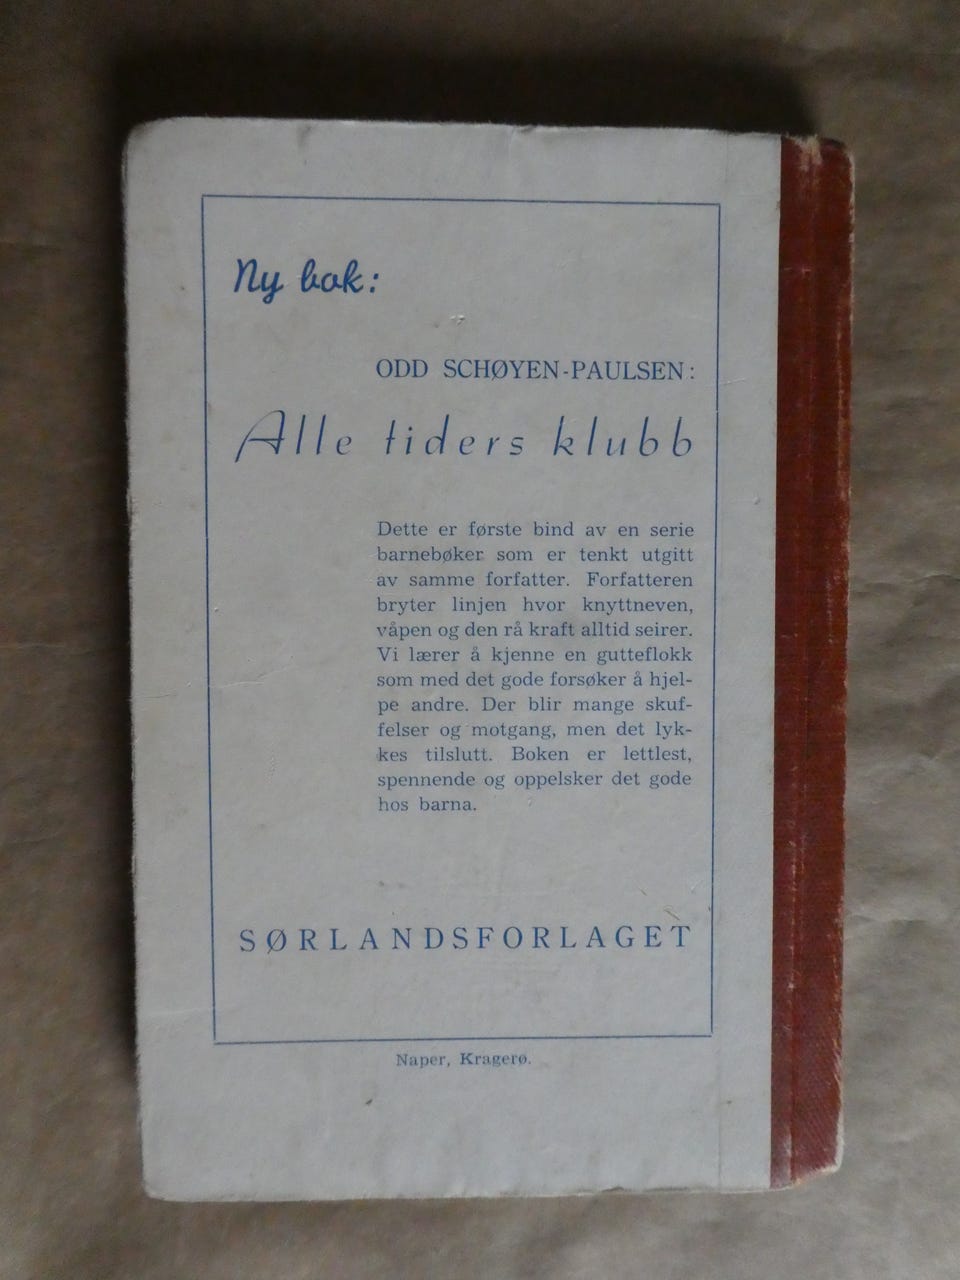 Ny bok:
ODD SCHØYEN-PAULSEN:
Alle tiders klubb
Dette er første bind av en serie
barnebøker som er tenkt utgitt
av samme forfatter. Forfatteren
bryter linjen hvor knyttneven,
våpen og den rå kraft alltid seirer.
Vi lærer å kjenne en gutteflokk
som med det gode forsøker å hjel-
pe andre. Der blir mange skuf-
felser og motgang, men det lyk-
kes tilslutt. Boken er lettlest,
spennende og oppelsker det gode
hos barna.
SØRLANDSFORLAGET
Naper, Kragerø.